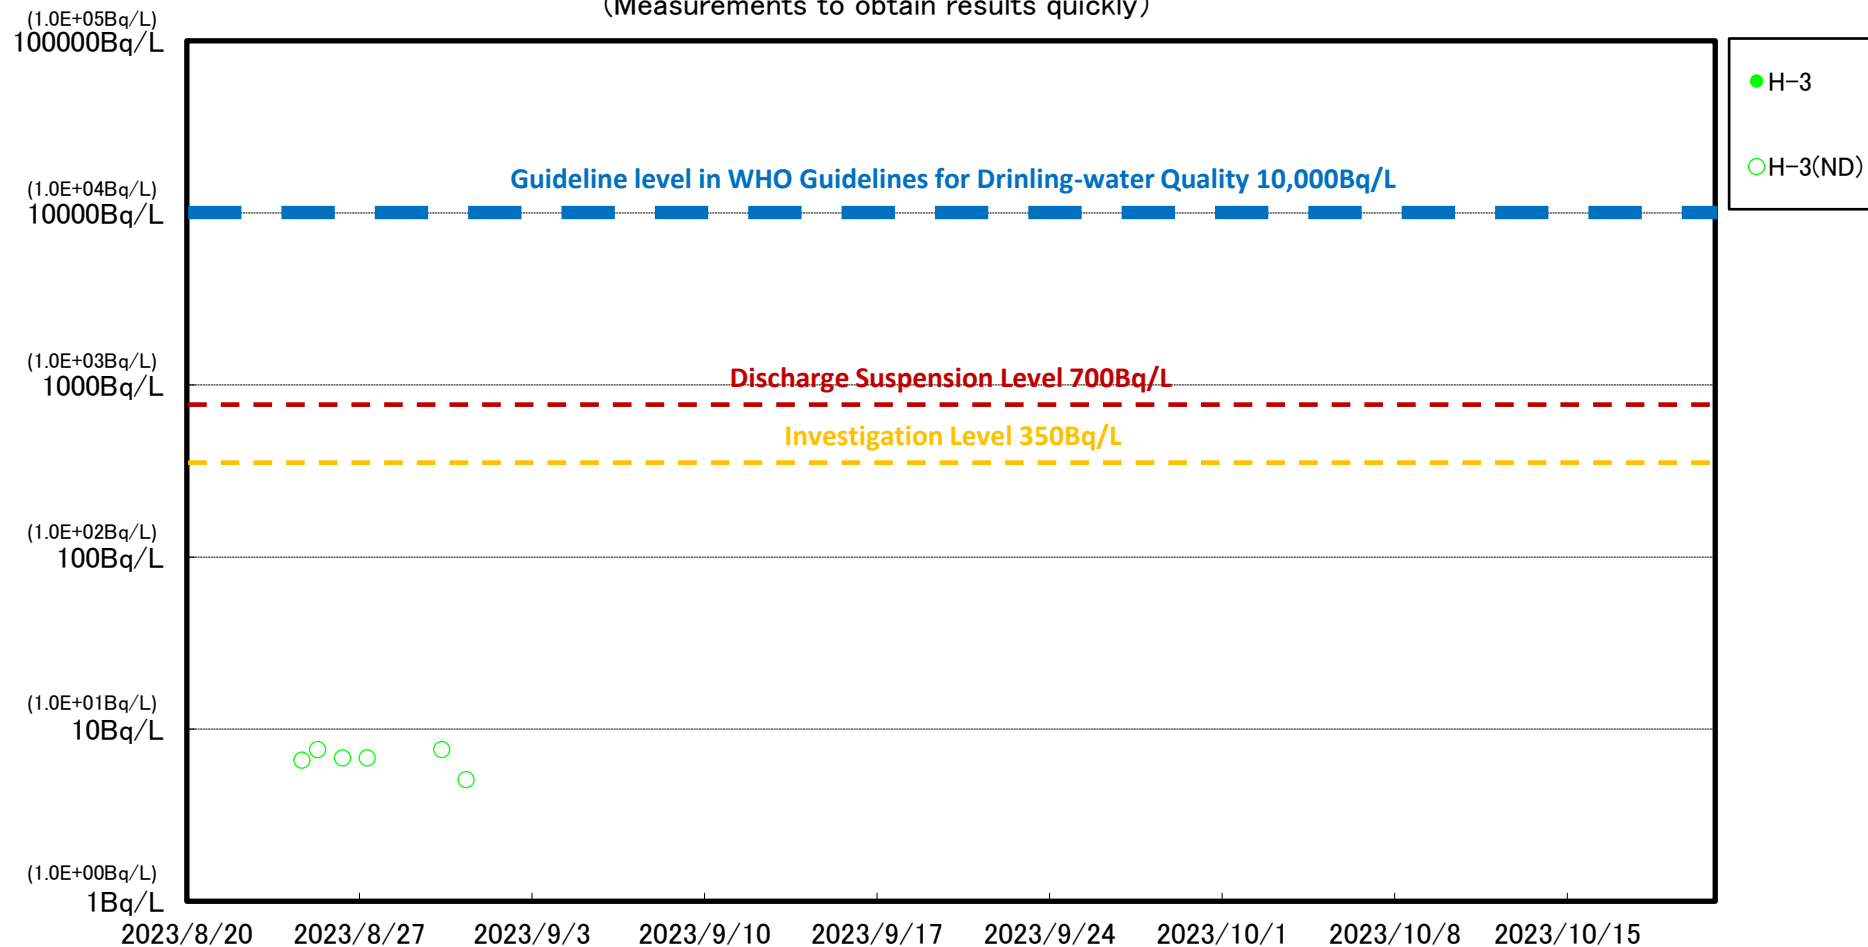 (Measurements to obtain results quickly)
(1.0E+05Bq/L)
100000Bq/L
H-3
H-3(ND)
Guideline level in WHO Guidelines for Drinling-water Quality 10,000Bq/L
(1.0E+04Bq/L)
10000Bq/L
(1.0E+03Bq/L)
1000Bq/L
Discharge Suspension Level 700Bq/L
Investigation Level 350Bq/L
(1.0E+02Bq/L)
100Bq/L
(1.0E+01Bq/L)
10Bq/L
(1.0E+00Bq/L)
1Bq/L
2023/8/20 2023/8/27 2023/9/3 2023/9/10 2023/9/17 2023/9/24 2023/10/1 2023/10/8 2023/10/15